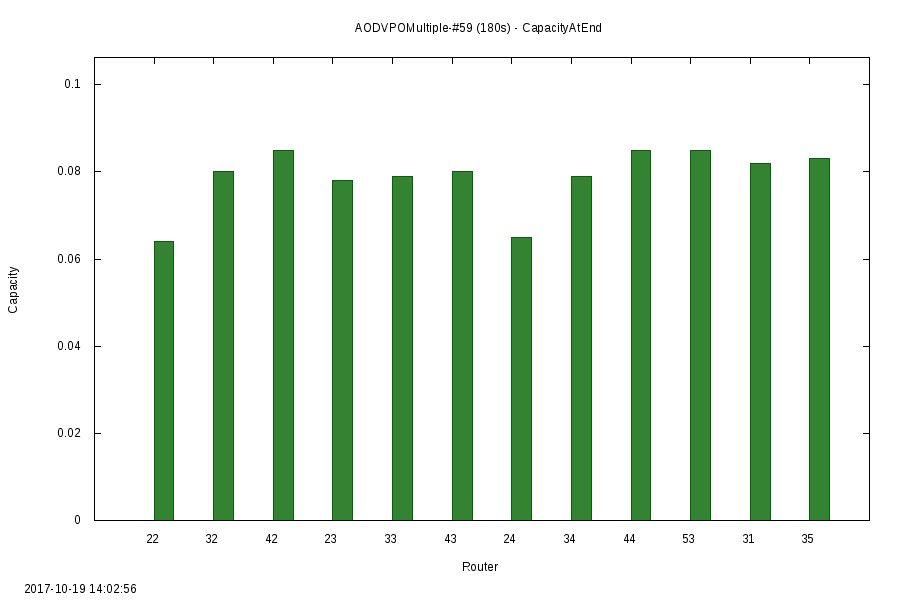 AODVPOMultiple-#59 (180s) - CapacityAtEnd
0.1
0.08
0.06
0.04
0.02
0
Capacity
22 32 42 23 33 43 24 34 44 53 31 35
Router
2017-10-19 14:02:56